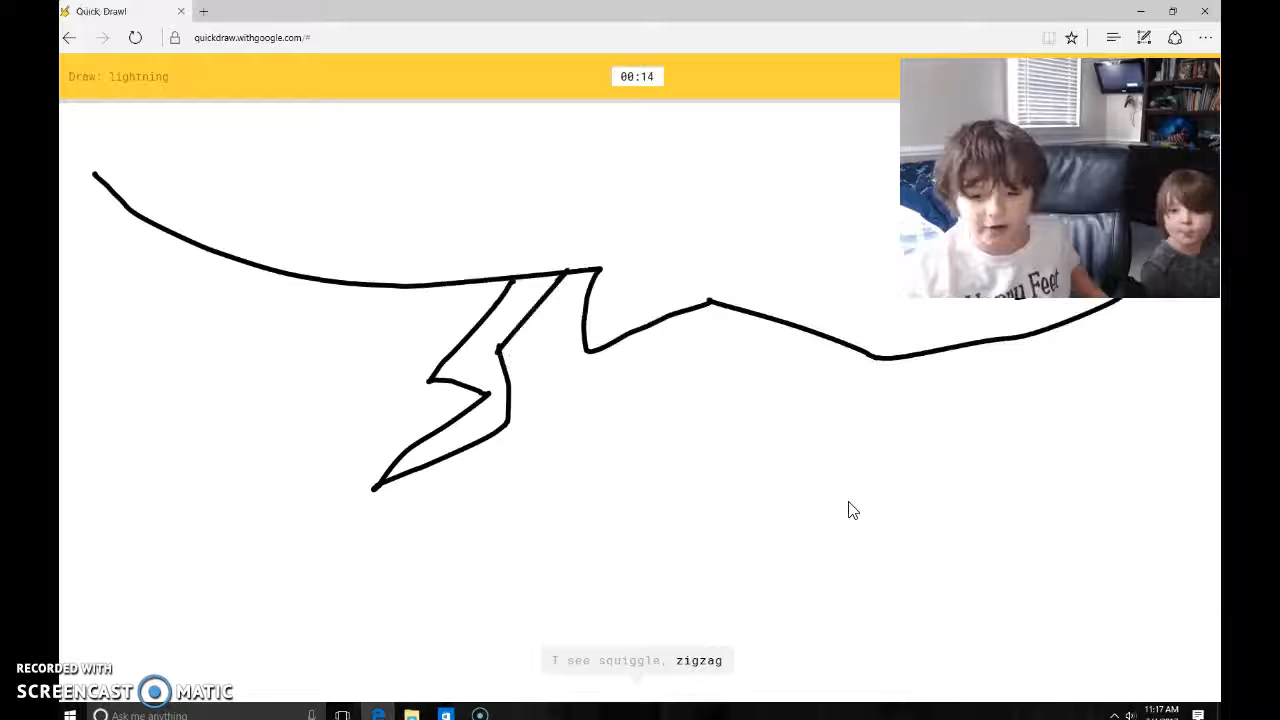 Quick, Draw!
quickdraw.withgoogle.com/#
Draw: lightning
00:14
Feet
I see squiggle, zigzag
RECORDED WITH
SCREENCAST MATIC
Ask me anything
11:17 AM